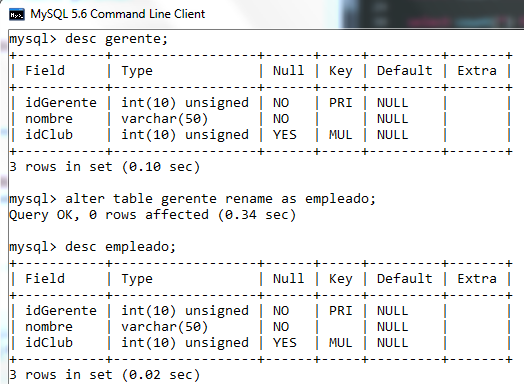 MySQL 5.6 Command Line Client
mysql> desc gerente;
+-----------+------------------+------+-----+---------+-------+
| Field     | Type             | Null | Key | Default | Extra |
+-----------+------------------+------+-----+---------+-------+
| idGerente | int(10) unsigned | NO   | PRI | NULL    |       |
| nombre    | varchar(50)      | NO   |     | NULL    |       |
| idClub    | int(10) unsigned | YES  | MUL | NULL    |       |
+-----------+------------------+------+-----+---------+-------+
3 rows in set (0.10 sec)
mysql> alter table gerente rename as empleado;
Query OK, 0 rows affected (0.34 sec)
mysql> desc empleado;
+-----------+------------------+------+-----+---------+-------+
| Field     | Type             | Null | Key | Default | Extra |
+-----------+------------------+------+-----+---------+-------+
| idGerente | int(10) unsigned | NO   | PRI | NULL    |       |
| nombre    | varchar(50)      | NO   |     | NULL    |       |
| idClub    | int(10) unsigned | YES  | MUL | NULL    |       |
+-----------+------------------+------+-----+---------+-------+
3 rows in set (0.02 sec)